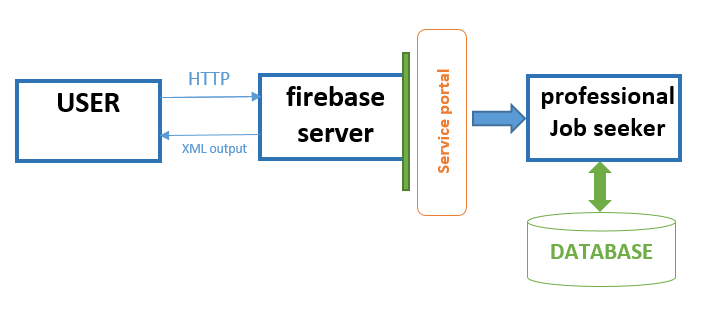 USER
HTTP
XML output
firebase
server
Service portal
professional
Job seeker
DATABASE